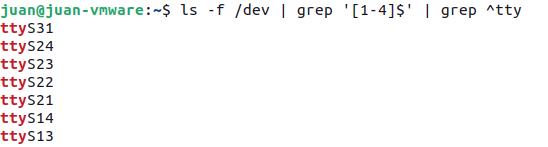 juan@juan-vmware:~$ ls -f /dev | grep '[1-4]$' | grep ^tty
ttyS31
ttyS24
ttyS23
ttyS22
ttyS21
ttyS14
ttyS13